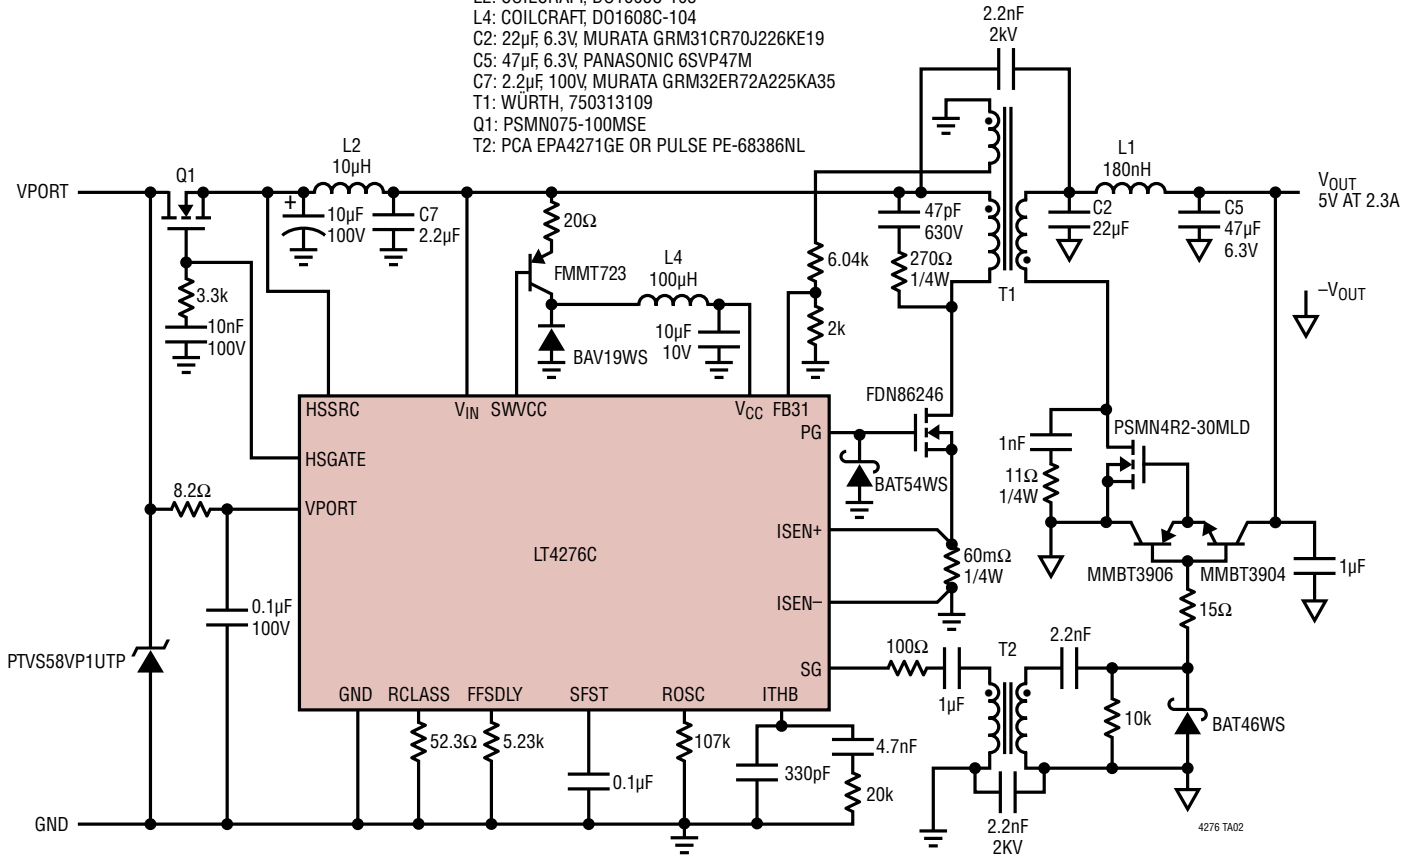 L4: COILCRAFT, DO1608C-104
C2: 22µF, 6.3V, MURATA GRM31CR70J226KE19
C5: 47µF, 6.3V, PANASONIC 6SVP47M
C7: 2.2µF, 100V, MURATA GRM32ER72A225KA35
T1: WÜRTH, 750313109
Q1: PSMN075-100MSE
T2: PCA EPA4271GE OR PULSE PE-68386NL
2.2nF
2kV
VPORT
Q1
L2
10µH
+
10µF
100V
C7
2.2µF
20Ω
FMMT723
L4
100µH
10µF
10V
BAV19WS
6.04k
2k
47pF
630V
270Ω
1/4W
T1
L1
180nH
C2
22µF
C5
47µF
6.3V
VOUT
5V AT 2.3A
–VOUT
3.3k
10nF
100V
HSSRC
VIN
SWVCC
VCC
FB31
PG
HSGATE
VPORT
LT4276C
ISEN+
ISEN–
SG
GND
RCLASS
FFSDLY
SFST
ROSC
ITHB
FDN86246
BAT54WS
60mΩ
1/4W
1nF
11Ω
1/4W
PSMN4R2-30MLD
MMBT3906
MMBT3904
1µF
15Ω
8.2Ω
0.1µF
100V
PTVS58VP1UTP
100Ω
1µF
T2
2.2nF
10k
BAT46WS
2.2nF
2KV
52.3Ω
5.23k
0.1µF
107k
330pF
4.7nF
20k
GND
4276 TA02